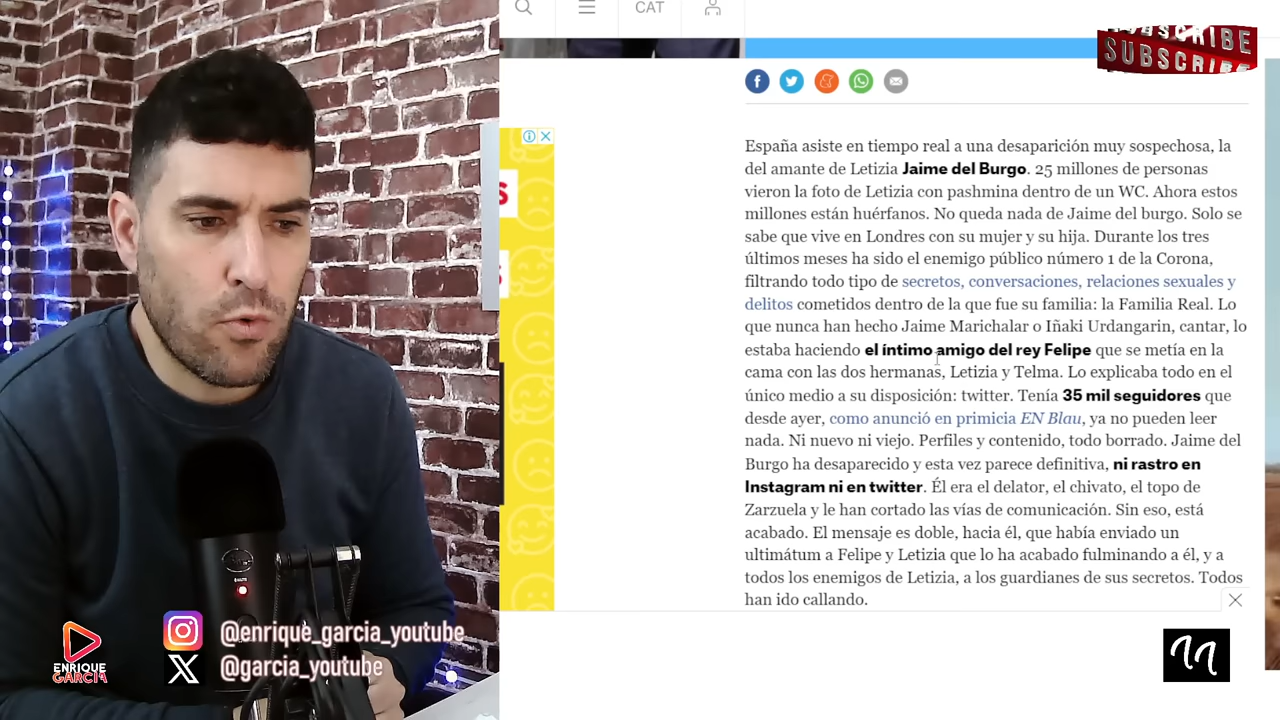 CAT
SUBSCRIBE
España asiste en tiempo real a una desaparición muy sospechosa, la
del amante de Letizia Jaime del Burgo. 25 millones de personas
vieron la foto de Letizia con pashmina dentro de un WC. Ahora estos
millones están huérfanos. No queda nada de Jaime del burgo. Solo se
sabe que vive en Londres con su mujer y su hija. Durante los tres
últimos meses ha sido el enemigo público número 1 de la Corona,
filtrando todo tipo de secretos, conversaciones, relaciones sexuales y
delitos cometidos dentro de la que fue su familia: la Familia Real. Lo
que nunca han hecho Jaime Marichalar o Iñaki Urdangarin, cantar, lo
estaba haciendo el íntimo amigo del rey Felipe que se metía en la
cama con las dos hermanas, Letizia y Telma. Lo explicaba todo en el
único medio a su disposición: twitter. Tenía 35 mil seguidores que
desde ayer, como anunció en primicia EN Blau, ya no pueden leer
nada. Ni nuevo ni viejo. Perfiles y contenido, todo borrado. Jaime del
Burgo ha desaparecido y esta vez parece definitiva, ni rastro en
Instagram ni en twitter. Él era el delator, el chivato, el topo de
Zarzuela y le han cortado las vías de comunicación. Sin eso, está
acabado. El mensaje es doble, hacia él, que había enviado un
ultimátum a Felipe y Letizia que lo ha acabado fulminando a él, y a
todos los enemigos de Letizia, a los guardianes de sus secretos. Todos
han ido callando.
@enrique_garcia_youtube
@garcia_youtube
ENRIQUE
GARCIA